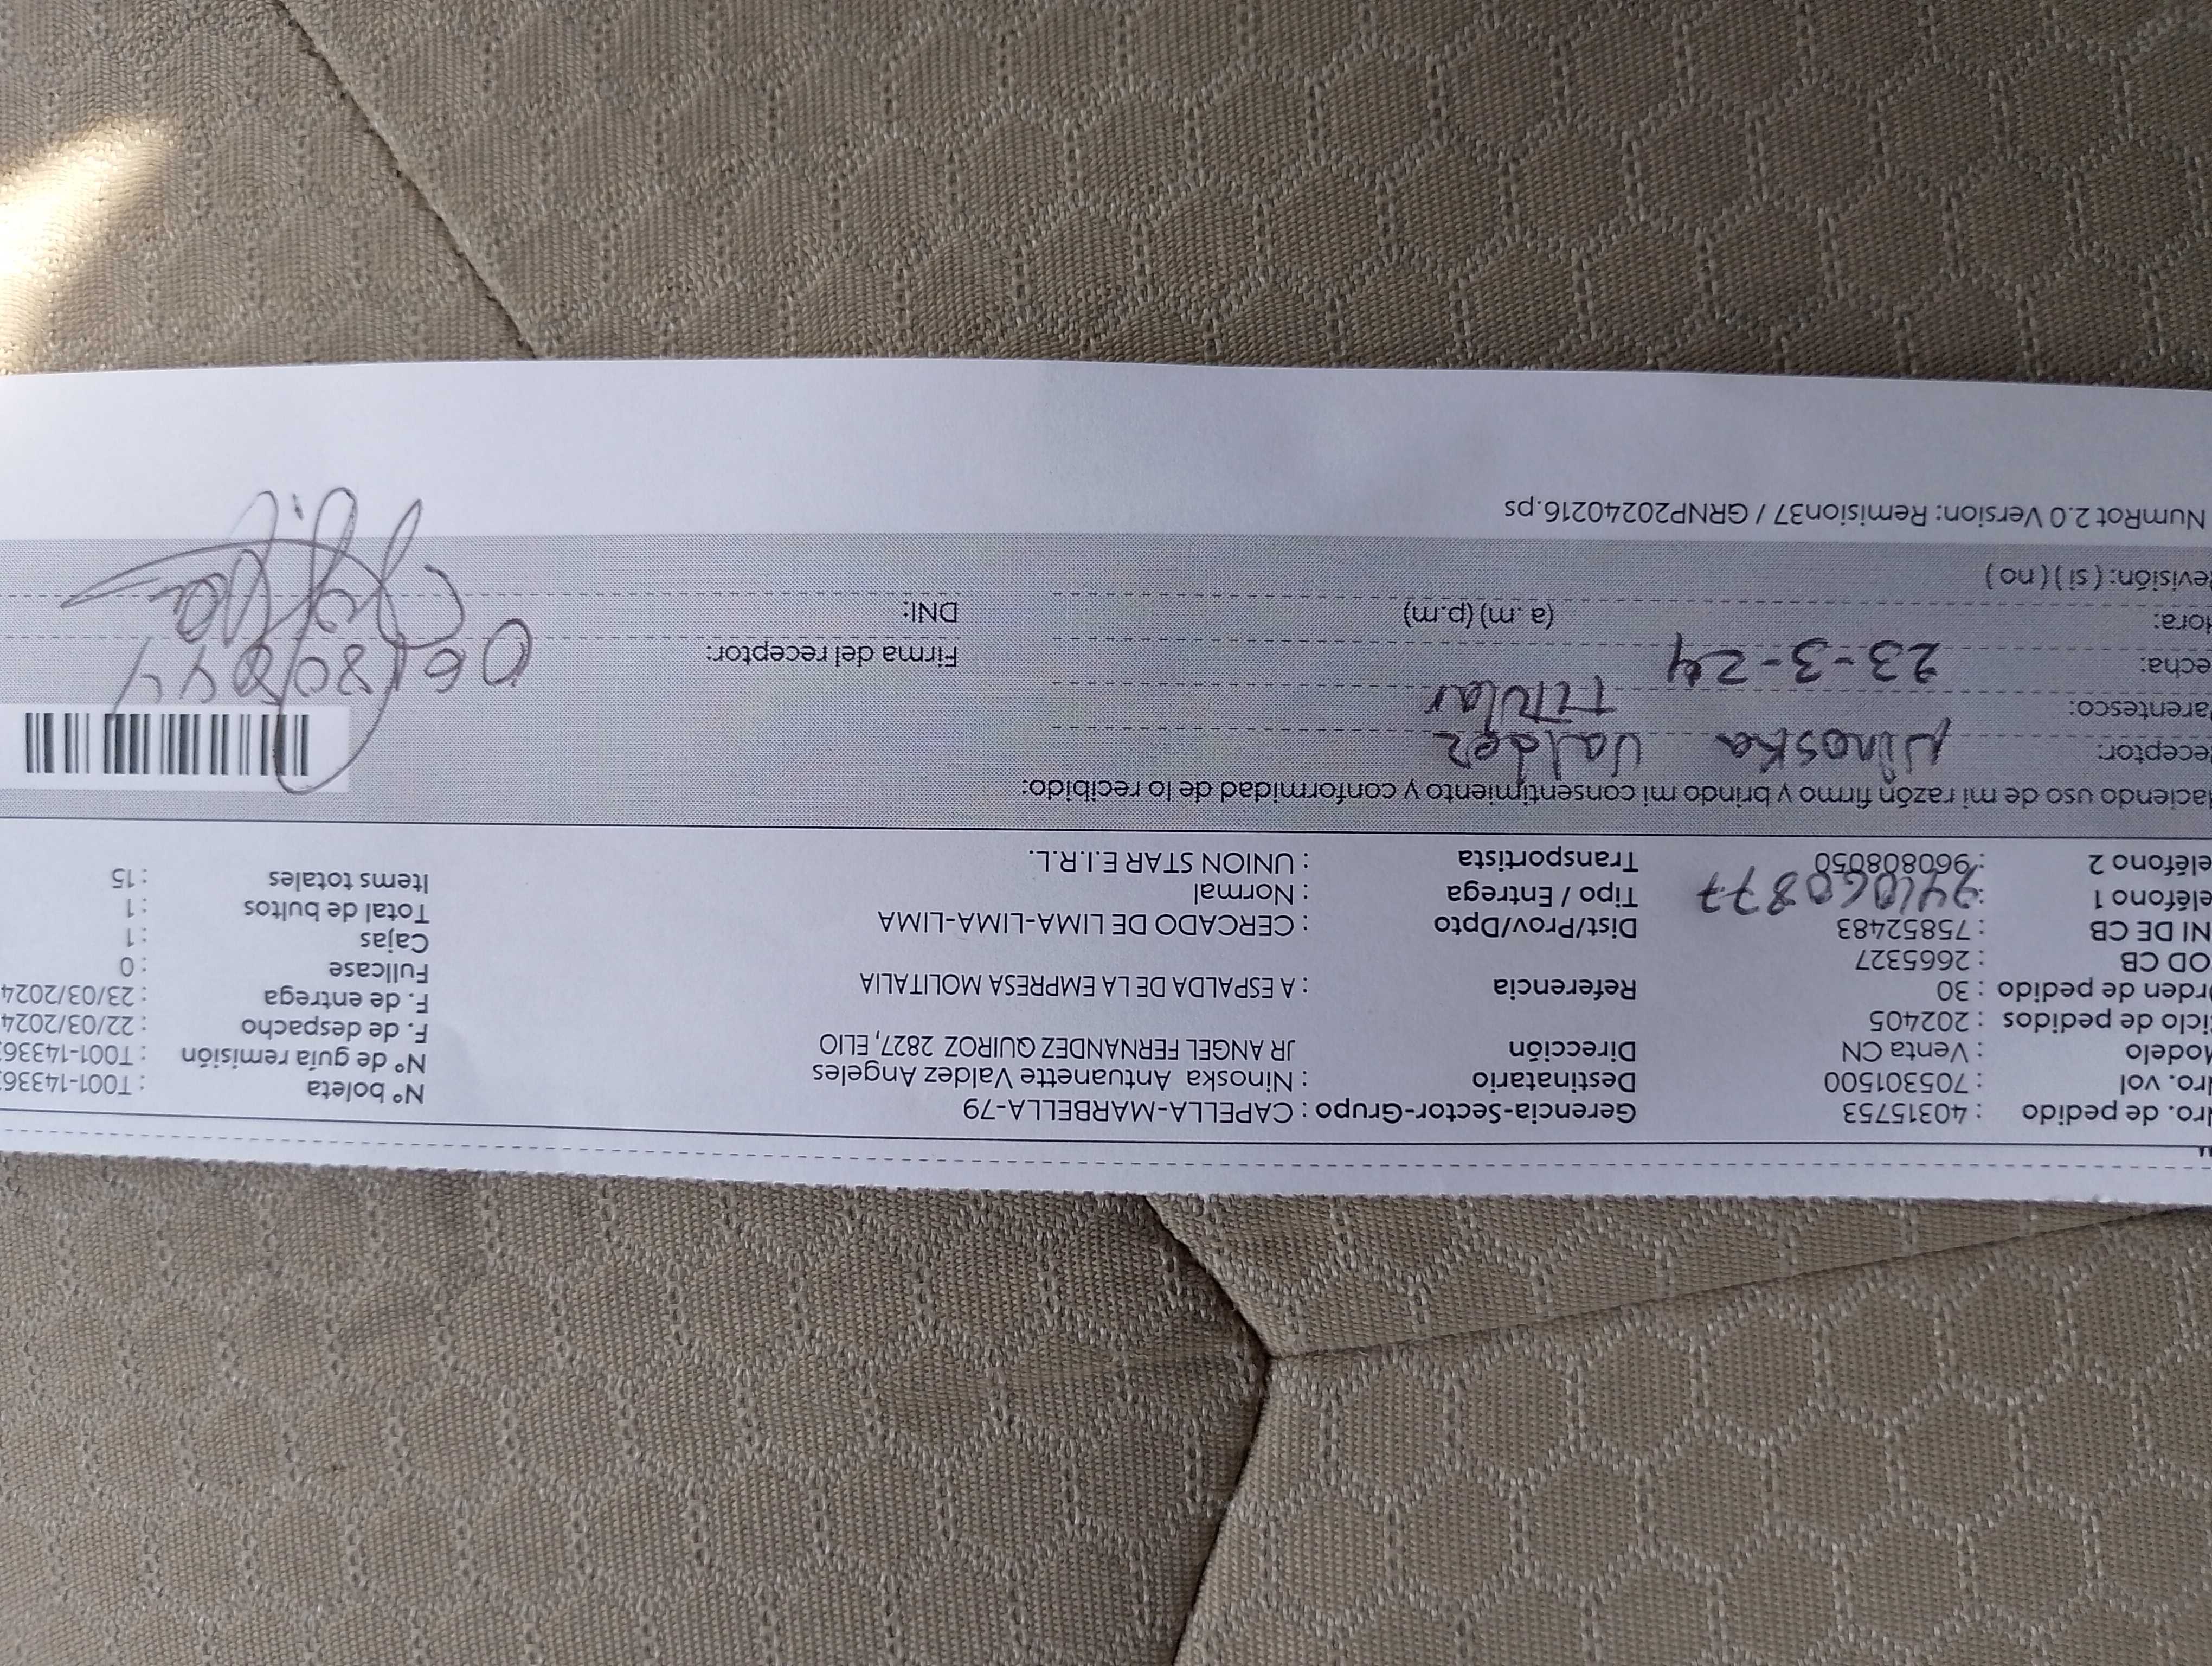 ro. de pedido : 40315753
ro. vol : 705301500
Modelo : Venta CN
iclo de pedidos : 202405
rden de pedido : 30
OD CB : 2665327
NI DE CB : 75852483
eléfono 1 : 941060877
eléfono 2 : 960808050
Gerencia-Sector-Grupo : CAPELLA-MARBELLA-79
Destinatario : Ninoska Antuanette Valdez Angeles
Dirección JR ANGEL FERNANDEZ QUIROZ 2827, ELIO
Referencia : A ESPALDA DE LA EMPRESA MOLITALIA
Dist/Prov/Dpto : CERCADO DE LIMA-LIMA-LIMA
Tipo / Entrega : Normal
Transportista : UNION STAR E.I.R.L.
N° boleta : T001-14336
N° de guía remisión : T001-14336
F. de despacho : 22/03/2024
F. de entrega : 23/03/2024
Fullcase : 0
Cajas : 1
Total de bultos : 1
Items totales : 15
Haciendo uso de mi razón firmo y brindo mi consentimiento y conformidad de lo recibido:
eceptor: Ninoska Valdez
arentesco: Titular
echa: 23-3-24
Hora: (a.m) (p.m)
evisión: ( si ) ( no )
Firma del receptor:
DNI:
NumRot 2.0 Version: Remision37 / GRNP20240216.ps